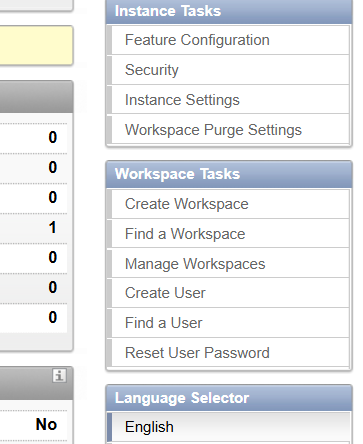 0
0
0
1
0
0
0
No
Instance Tasks
Feature Configuration
Security
Instance Settings
Workspace Purge Settings
Workspace Tasks
Create Workspace
Find a Workspace
Manage Workspaces
Create User
Find a User
Reset User Password
Language Selector
English